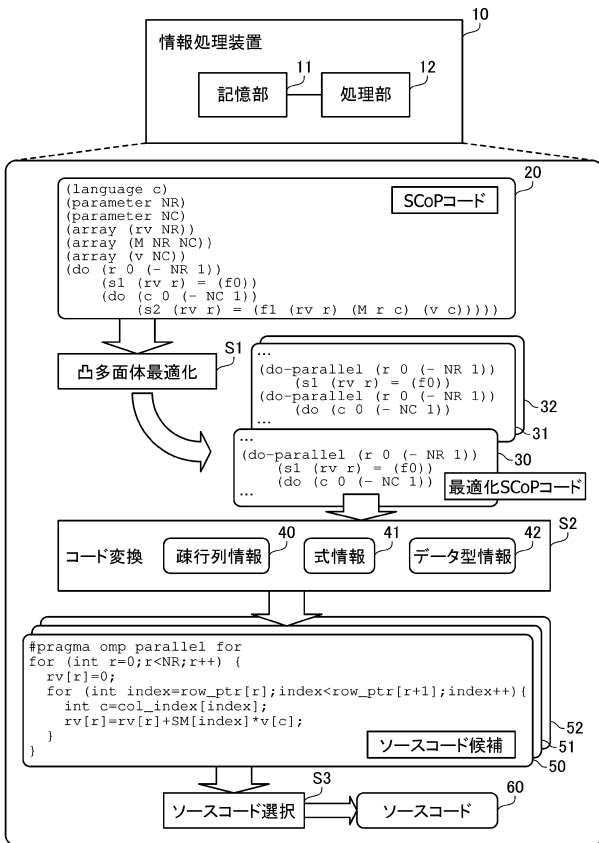 10
情報処理装置
11
12
記憶部
処理部
20
SCoPコード
(language c)
(parameter NR)
(parameter NC)
(array (rv NR))
(array (M NR NC))
(array (v NC))
(do (r 0 (- NR 1))
(s1 (rv r) = (f0))
(do (c 0 (- NC 1))
(s2 (rv r) = (f1 (rv r) (M r c) (v c)))))
S1
凸多面体最適化
...
(do-parallel (r 0 (- NR 1))
(s1 (rv r) = (f0))
(do-parallel (r 0 (- NR 1))
(do (c 0 (- NC 1))
...
32
31
...
(do-parallel (r 0 (- NR 1))
(s1 (rv r) = (f0))
(do (c 0 (- NC 1))
...
30
最適化SCoPコード
S2
コード変換
40
疎行列情報
41
式情報
42
データ型情報
#pragma omp parallel for
for (int r=0;r<NR;r++) {
rv[r]=0;
for (int index=row_ptr[r];index<row_ptr[r+1];index++){
int c=col_index[index];
rv[r]=rv[r]+SM[index]*v[c];
}
}
ソースコード候補
52
51
50
S3
ソースコード選択
60
ソースコード